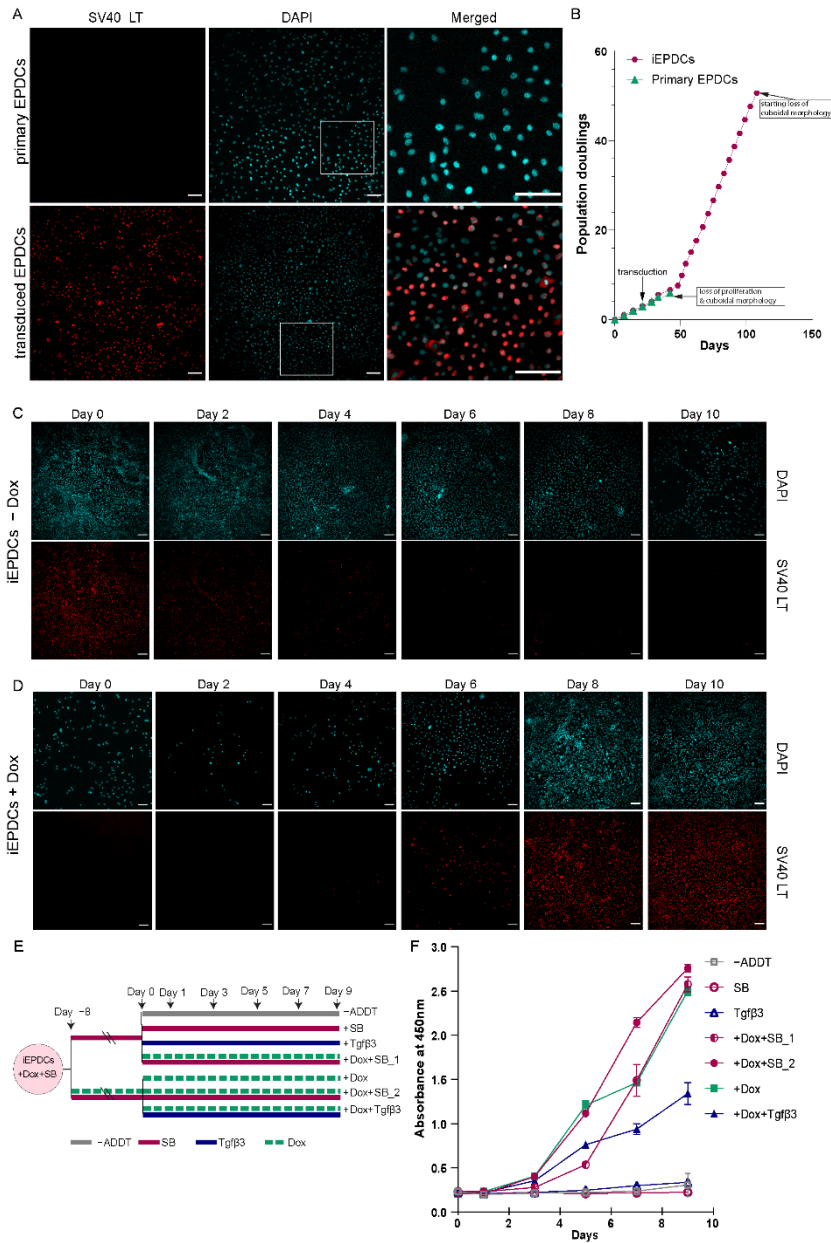 A
SV40 LT
DAPI
Merged
primary EPDCs
transduced EPDCs
B
60
40
20
0
Population doublings
iEPDCs
Primary EPDCs
starting loss of
cuboidal morphology
transduction
loss of proliferation
& cuboidal morphology
0
50
100
150
Days
C
Day 0
Day 2
Day 4
Day 6
Day 8
Day 10
iEPDCs − Dox
DAPI
SV40 LT
D
Day 0
Day 2
Day 4
Day 6
Day 8
Day 10
iEPDCs + Dox
DAPI
SV40 LT
E
Day −8
Day 0
Day 1
Day 3
Day 5
Day 7
Day 9
iEPDCs
+Dox+SB
−ADDT
+SB
+Tgfβ3
+Dox+SB_1
+Dox
+Dox+SB_2
+Dox+Tgfβ3
−ADDT
SB
Tgfβ3
Dox
F
3.0
2.4
1.8
1.2
0.6
0.0
Absorbance at 450nm
0
2
4
6
8
10
Days
−ADDT
SB
Tgfβ3
+Dox+SB_1
+Dox+SB_2
+Dox
+Dox+Tgfβ3